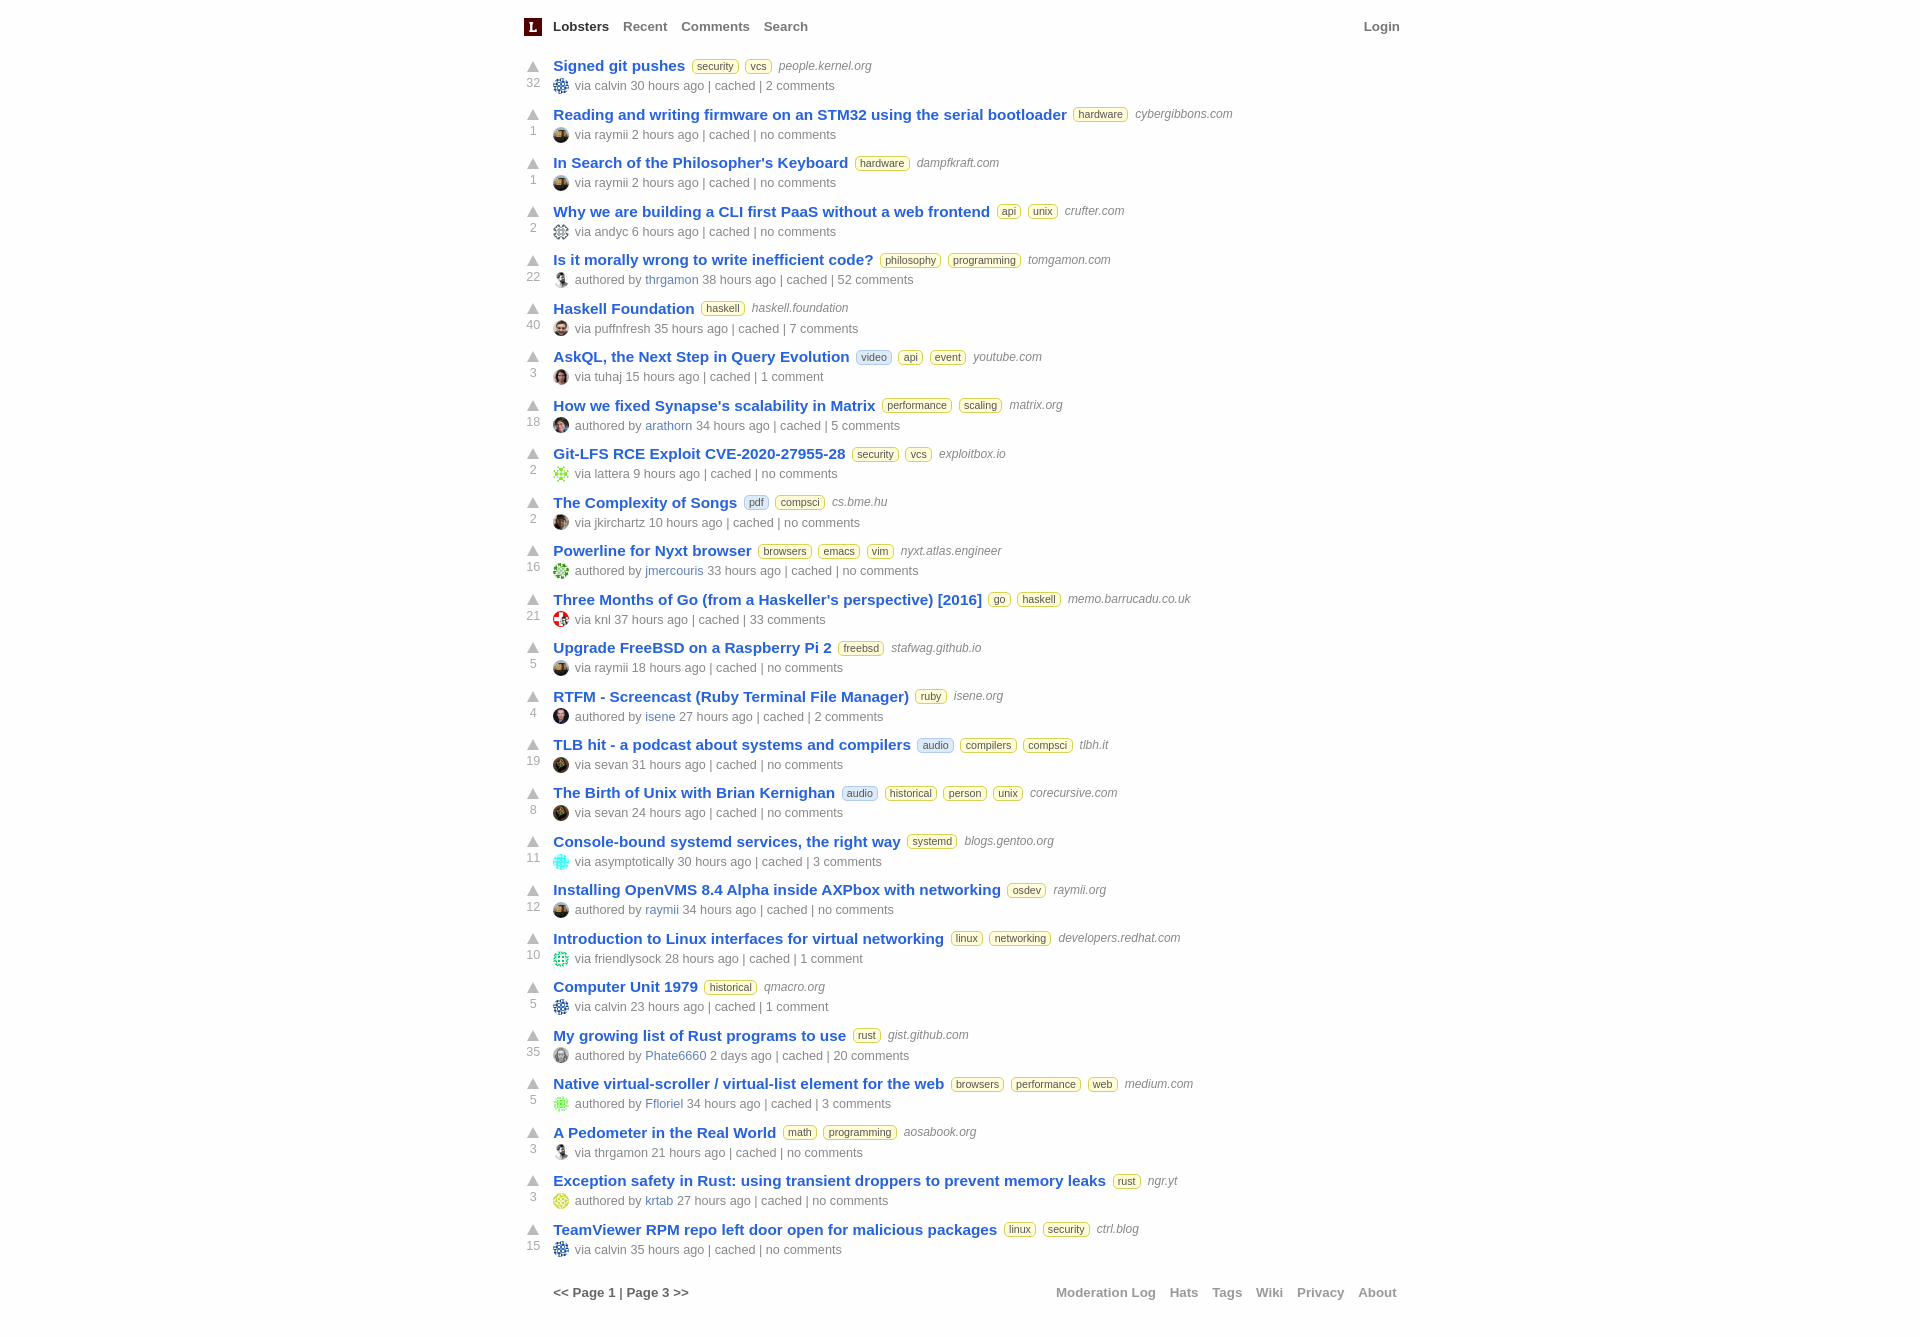 L Lobsters Recent Comments Search Login
Signed git pushes security vcs people.kernel.org
32
via calvin 30 hours ago | cached | 2 comments
Reading and writing firmware on an STM32 using the serial bootloader hardware cybergibbons.com
1
via raymii 2 hours ago | cached | no comments
In Search of the Philosopher's Keyboard hardware dampfkraft.com
1
via raymii 2 hours ago | cached | no comments
Why we are building a CLI first PaaS without a web frontend api unix crufter.com
2
via andyc 6 hours ago | cached | no comments
Is it morally wrong to write inefficient code? philosophy programming tomgamon.com
22
authored by thrgamon 38 hours ago | cached | 52 comments
Haskell Foundation haskell haskell.foundation
40
via puffnfresh 35 hours ago | cached | 7 comments
AskQL, the Next Step in Query Evolution video api event youtube.com
3
via tuhaj 15 hours ago | cached | 1 comment
How we fixed Synapse's scalability in Matrix performance scaling matrix.org
18
authored by arathorn 34 hours ago | cached | 5 comments
Git-LFS RCE Exploit CVE-2020-27955-28 security vcs exploitbox.io
2
via lattera 9 hours ago | cached | no comments
The Complexity of Songs pdf compsci cs.bme.hu
2
via jkirchartz 10 hours ago | cached | no comments
Powerline for Nyxt browser browsers emacs vim nyxt.atlas.engineer
16
authored by jmercouris 33 hours ago | cached | no comments
Three Months of Go (from a Haskeller's perspective) [2016] go haskell memo.barrucadu.co.uk
21
via knl 37 hours ago | cached | 33 comments
Upgrade FreeBSD on a Raspberry Pi 2 freebsd stafwag.github.io
5
via raymii 18 hours ago | cached | no comments
RTFM - Screencast (Ruby Terminal File Manager) ruby isene.org
4
authored by isene 27 hours ago | cached | 2 comments
TLB hit - a podcast about systems and compilers audio compilers compsci tlbh.it
19
via sevan 31 hours ago | cached | no comments
The Birth of Unix with Brian Kernighan audio historical person unix corecursive.com
8
via sevan 24 hours ago | cached | no comments
Console-bound systemd services, the right way systemd blogs.gentoo.org
11
via asymptotically 30 hours ago | cached | 3 comments
Installing OpenVMS 8.4 Alpha inside AXPbox with networking osdev raymii.org
12
authored by raymii 34 hours ago | cached | no comments
Introduction to Linux interfaces for virtual networking linux networking developers.redhat.com
10
via friendlysock 28 hours ago | cached | 1 comment
Computer Unit 1979 historical qmacro.org
5
via calvin 23 hours ago | cached | 1 comment
My growing list of Rust programs to use rust gist.github.com
35
authored by Phate6660 2 days ago | cached | 20 comments
Native virtual-scroller / virtual-list element for the web browsers performance web medium.com
5
authored by Ffloriel 34 hours ago | cached | 3 comments
A Pedometer in the Real World math programming aosabook.org
3
via thrgamon 21 hours ago | cached | no comments
Exception safety in Rust: using transient droppers to prevent memory leaks rust ngr.yt
3
authored by krtab 27 hours ago | cached | no comments
TeamViewer RPM repo left door open for malicious packages linux security ctrl.blog
15
via calvin 35 hours ago | cached | no comments
<< Page 1 | Page 3 >> Moderation Log Hats Tags Wiki Privacy About